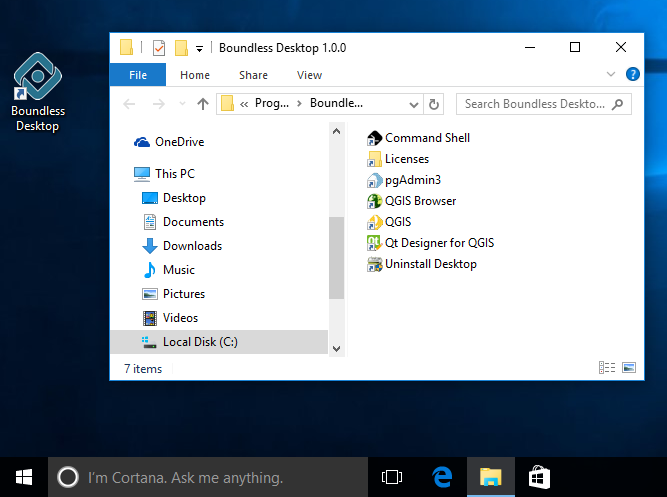 Boundless Desktop 1.0.0
File Home Share View
« Prog... › Boundle...
Search Boundless Deskto...
Boundless
Desktop
OneDrive
This PC
Desktop
Documents
Downloads
Music
Pictures
Videos
Local Disk (C:)
Command Shell
Licenses
pgAdmin3
QGIS Browser
QGIS
Qt Designer for QGIS
Uninstall Desktop
7 items
I'm Cortana. Ask me anything.